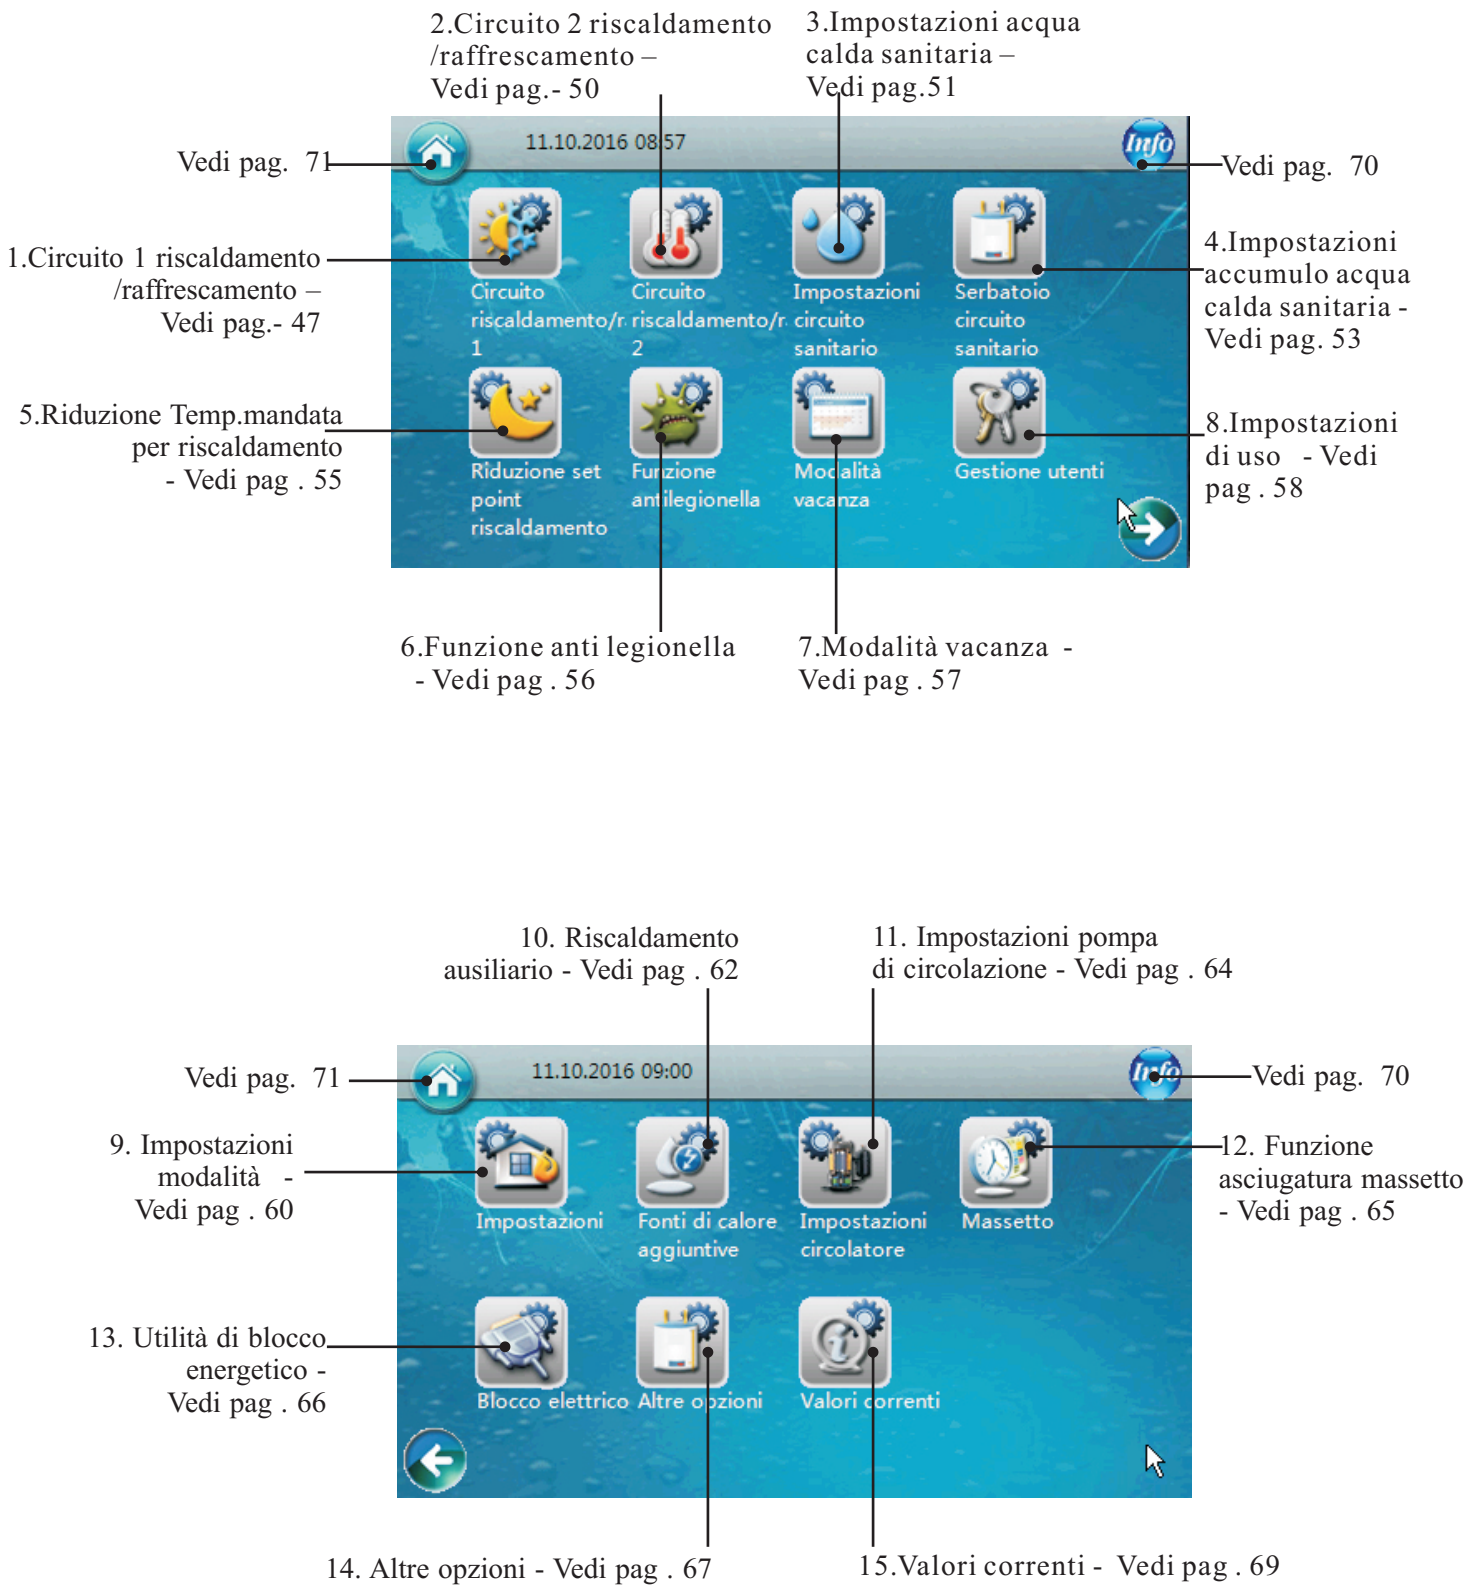 2.Circuito 2 riscaldamento
/raffrescamento –
Vedi pag.- 50
3.Impostazioni acqua
calda sanitaria –
Vedi pag.51
Vedi pag. 71
11.10.2016 08:57
Info
Vedi pag. 70
1.Circuito 1 riscaldamento
/raffrescamento –
Vedi pag.- 47
4.Impostazioni
accumulo acqua
calda sanitaria -
Vedi pag. 53
Circuito
riscaldamento/r
1
Circuito
riscaldamento/r
2
Impostazioni
circuito
sanitario
Serbatoio
circuito
sanitario
5.Riduzione Temp.mandata
per riscaldamento
- Vedi pag . 55
8.Impostazioni
di uso - Vedi
pag . 58
Riduzione set
point
riscaldamento
Funzione
antilegionella
Modalità
vacanza
Gestione utenti
6.Funzione anti legionella
- Vedi pag . 56
7.Modalità vacanza -
Vedi pag . 57
10. Riscaldamento
ausiliario - Vedi pag . 62
11. Impostazioni pompa
di circolazione - Vedi pag . 64
Vedi pag. 71
11.10.2016 09:00
Info
Vedi pag. 70
9. Impostazioni
modalità -
Vedi pag . 60
12. Funzione
asciugatura massetto
- Vedi pag . 65
Impostazioni
Fonti di calore
aggiuntive
Impostazioni
circolatore
Massetto
13. Utilità di blocco
energetico -
Vedi pag . 66
Blocco elettrico
Altre opzioni
Valori correnti
14. Altre opzioni - Vedi pag . 67
15.Valori correnti - Vedi pag . 69